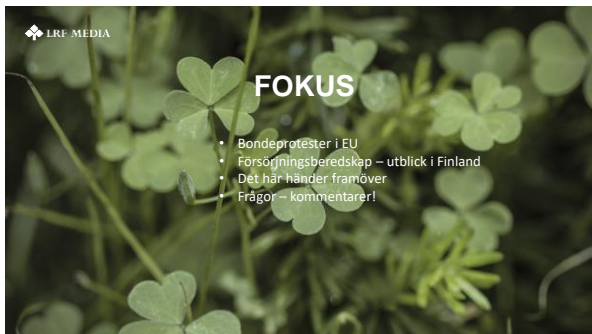 LRF MEDIA
FOKUS
• Bondeprotester i EU
• Försörjningsberedskap – utblick i Finland
• Det här händer framöver
• Frågor – kommentarer!